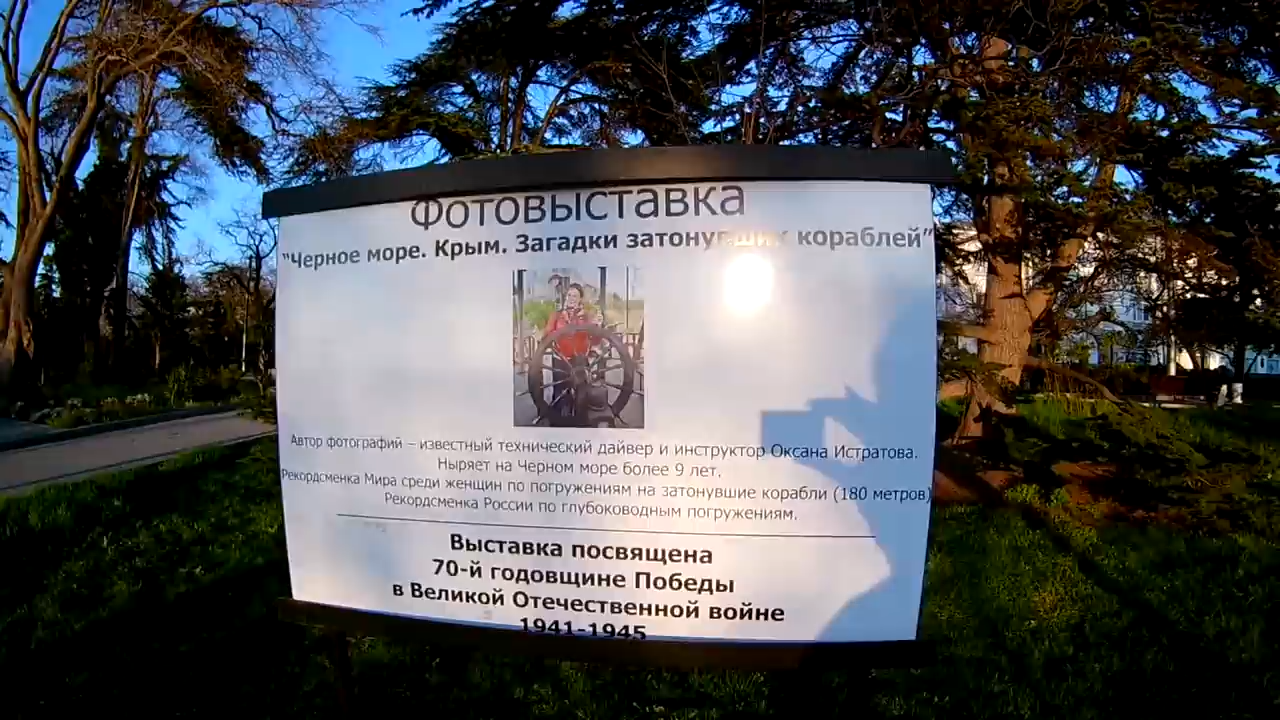 Фотовыставка
"Черное море. Крым. Загадки затонувших кораблей"
Автор фотографий – известный технический дайвер и инструктор Оксана Истратова.
Ныряет на Черном море более 9 лет.
Рекордсменка Мира среди женщин по погружениям на затонувшие корабли (180 метров)
Рекордсменка России по глубоководным погружениям.
Выставка посвящена
70-й годовщине Победы
в Великой Отечественной войне
1941-1945